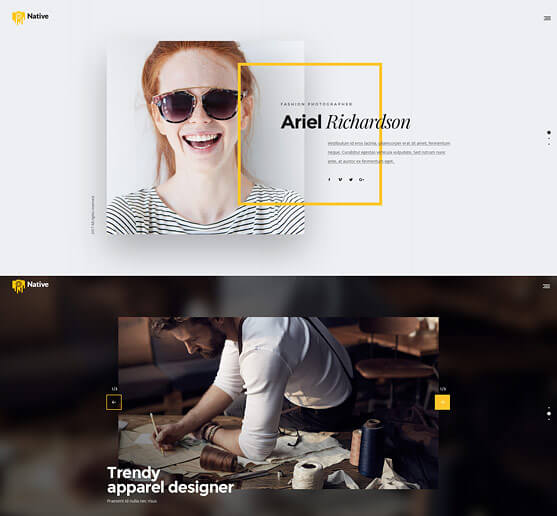 Native
FASHION PHOTOGRAPHER
Ariel Richardson
Vestibulum id eros lacinia, ullamcorper erat sit amet, fermentum
neque. Curabitur egestas vehicula vulputate. Sed rutrum nunc
ante, at auctor ex fermentum eget.
2017 All rights reserved
Native
1/3
1/3
Trendy
apparel designer
Praesent id nulla nec risus